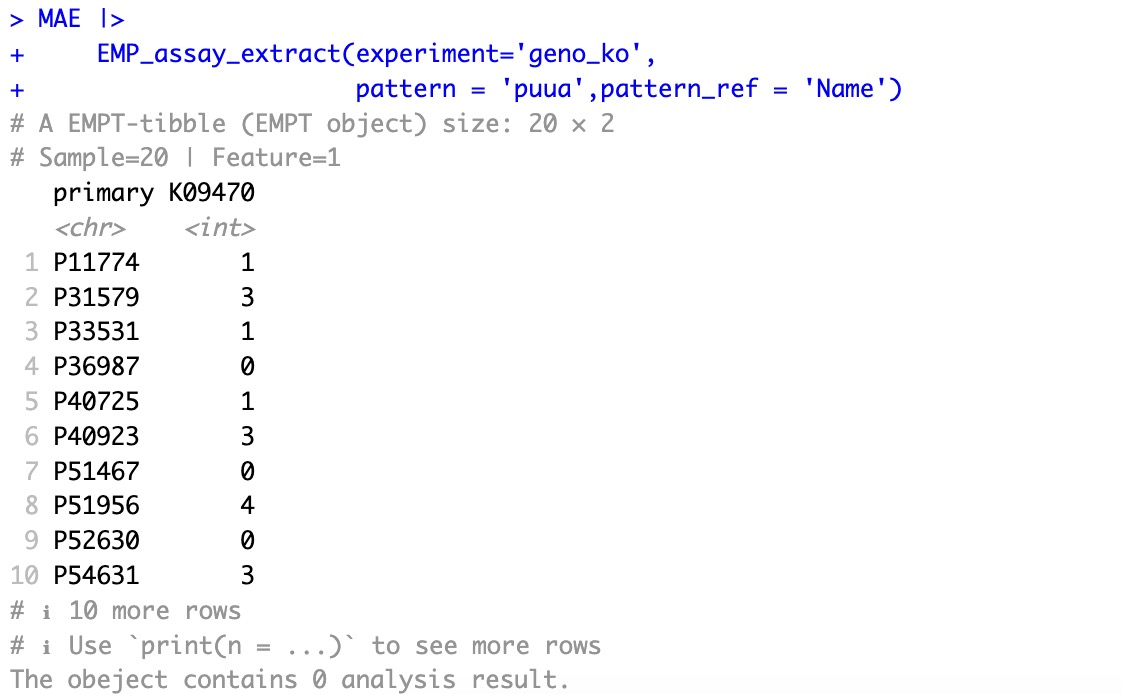 > MAE |>
+     EMP_assay_extract(experiment='geno_ko',
+                       pattern = 'puua',pattern_ref = 'Name')
# A EMPT-tibble (EMPT object) size: 20 × 2
# Sample=20 | Feature=1
   primary K09470
   <chr>    <int>
 1 P11774       1
 2 P31579       3
 3 P33531       1
 4 P36987       0
 5 P40725       1
 6 P40923       3
 7 P51467       0
 8 P51956       4
 9 P52630       0
10 P54631       3
# ℹ 10 more rows
# ℹ Use `print(n = ...)` to see more rows
The obeject contains 0 analysis result.